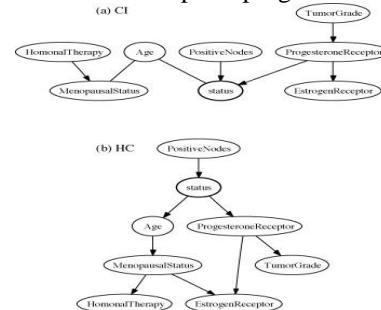 (a) CI
TumorGrade
HomonalTherapy
Age
PositiveNodes
ProgesteroneReceptor
MenopausalStatus
status
EstrogenReceptor
(b) HC
PositiveNodes
status
Age
ProgesteroneReceptor
MenopausalStatus
TumorGrade
HomonalTherapy
EstrogenReceptor